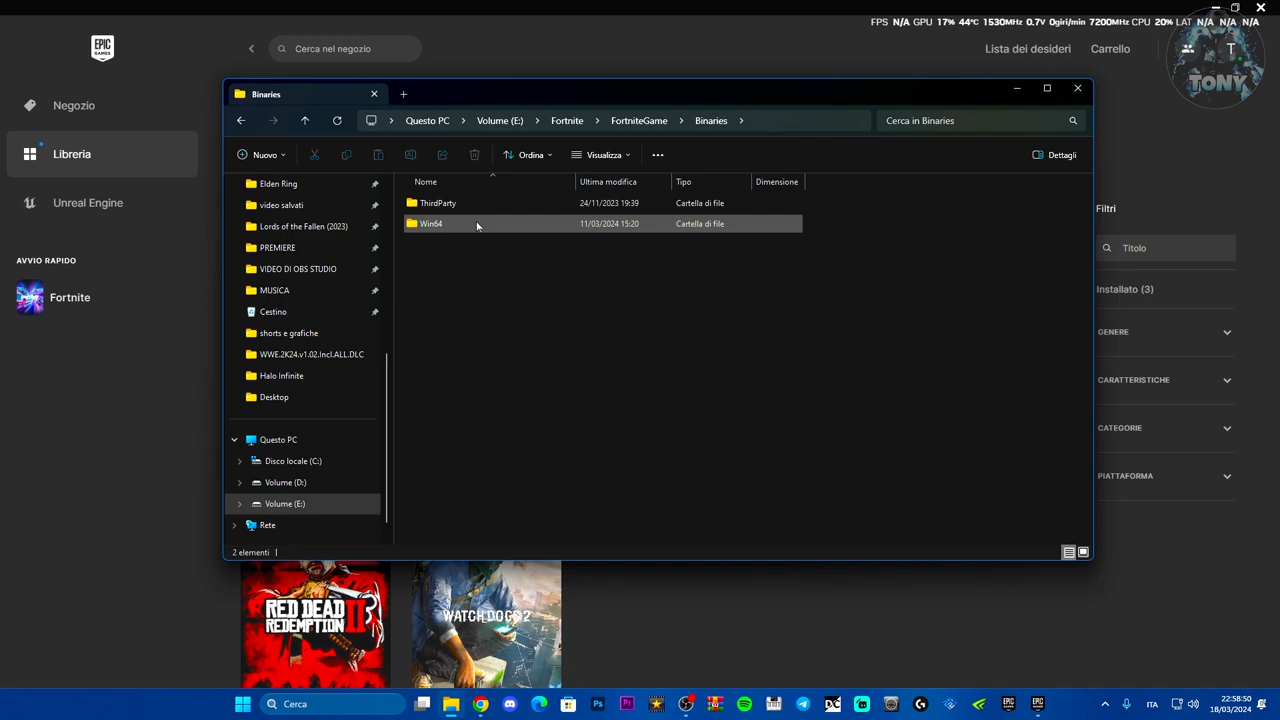 FPS N/A GPU 17% 44°C 1530MHz 0.7V 0giri/min 7200MHz CPU 20% LAT N/A N/A N/A
EPIC
GAMES
Cerca nel negozio
Lista dei desideri
Carrello
T
TONY
Negozio
Libreria
Unreal Engine
AVVIO RAPIDO
Fortnite
Binaries
Questo PC
Volume (E:)
Fortnite
FortniteGame
Binaries
Cerca in Binaries
Nuovo
Ordina
Visualizza
Dettagli
Elden Ring
video salvati
Lords of the Fallen (2023)
PREMIERE
VIDEO DI OBS STUDIO
MUSICA
Cestino
shorts e grafiche
WWE.2K24.v1.02.Incl.ALL.DLC
Halo Infinite
Desktop
Questo PC
Disco locale (C:)
Volume (D:)
Volume (E:)
Rete
Nome Ultima modifica Tipo Dimensione
ThirdParty 24/11/2023 19:39 Cartella di file
Win64 11/03/2024 15:20 Cartella di file
2 elementi
Filtri
Titolo
Installato (3)
GENERE
CARATTERISTICHE
CATEGORIE
PIATTAFORMA
RED DEAD
REDEMPTION II
WATCH DOGS 2
Cerca
Ps
Pr
ITA
22:58:50
18/03/2024